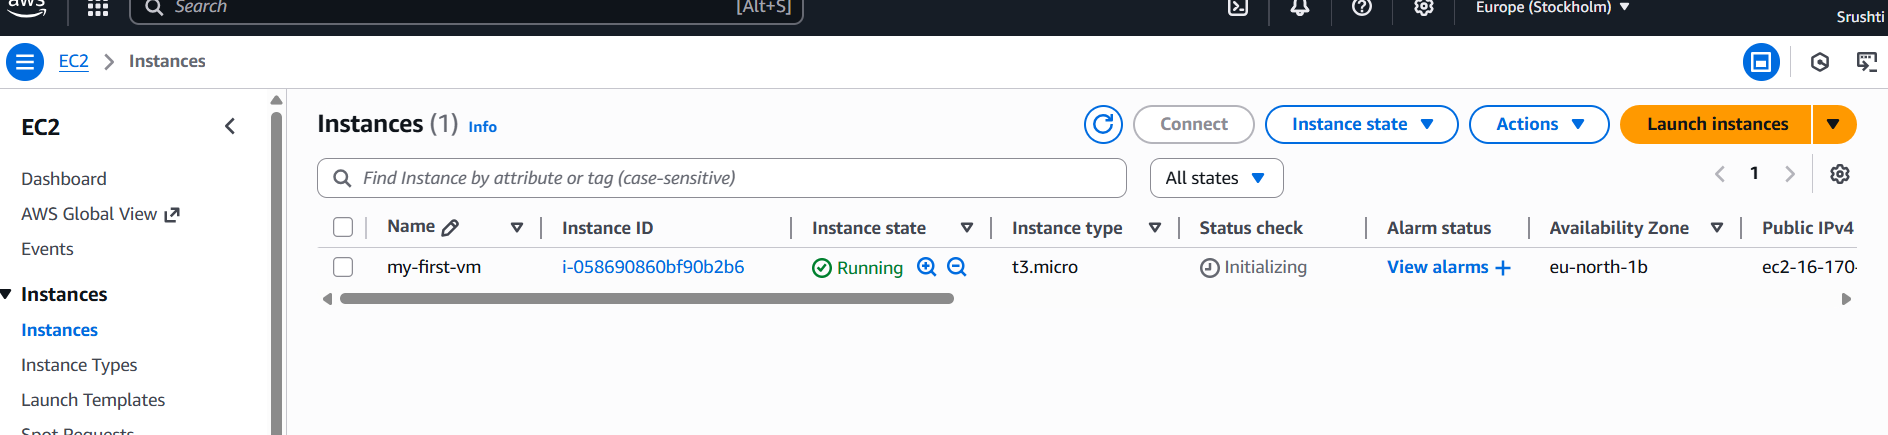 aws
Search
[Alt+S]
Europe (Stockholm)
Srushti
EC2 > Instances
EC2
Dashboard
AWS Global View
Events
Instances
Instances
Instance Types
Launch Templates
Spot Requests
Instances (1) Info
Connect
Instance state
Actions
Launch instances
Find Instance by attribute or tag (case-sensitive)
All states
1
Name Instance ID Instance state Instance type Status check Alarm status Availability Zone Public IPv4
my-first-vm i-058690860bf90b2b6 Running t3.micro Initializing View alarms + eu-north-1b ec2-16-170-